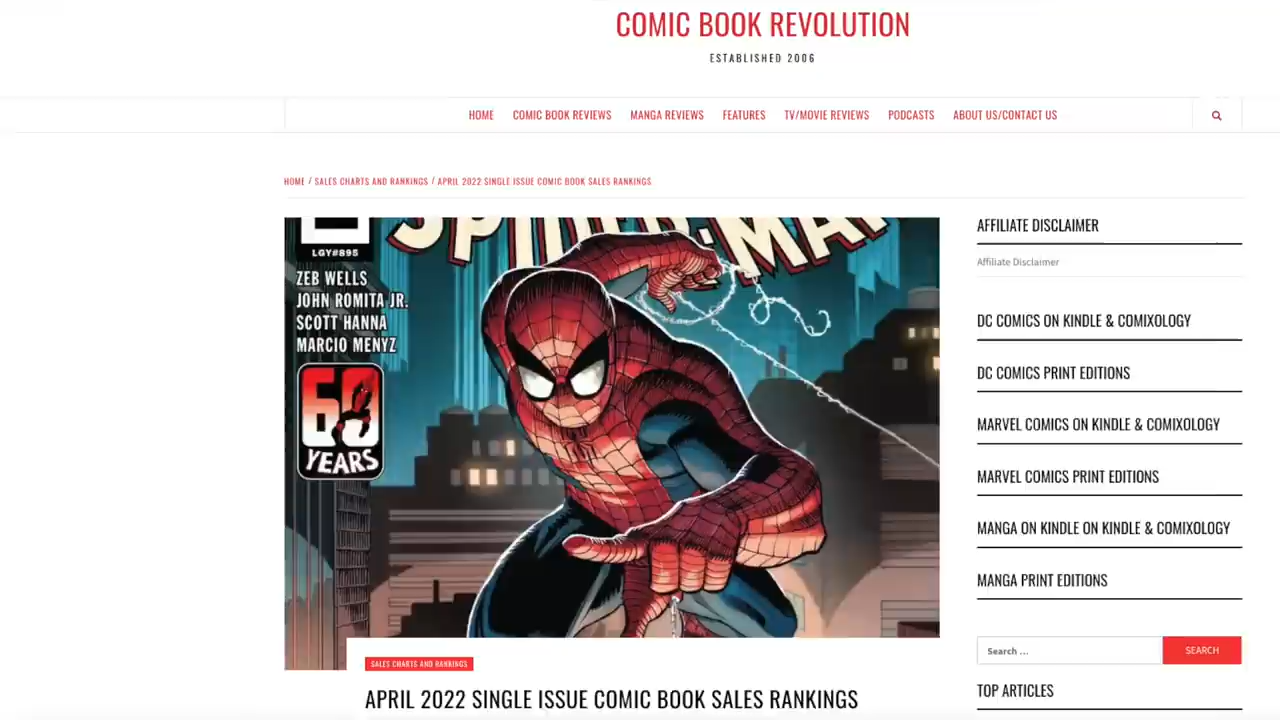 COMIC BOOK REVOLUTION
ESTABLISHED 2006
HOME COMIC BOOK REVIEWS MANGA REVIEWS FEATURES TV/MOVIE REVIEWS PODCASTS ABOUT US/CONTACT US
HOME / SALES CHARTS AND RANKINGS / APRIL 2022 SINGLE ISSUE COMIC BOOK SALES RANKINGS
SPIDER-MAN
LGY#895
ZEB WELLS
JOHN ROMITA JR.
SCOTT HANNA
MARCIO MENYZ
60
YEARS
SALES CHARTS AND RANKINGS
APRIL 2022 SINGLE ISSUE COMIC BOOK SALES RANKINGS
AFFILIATE DISCLAIMER
Affiliate Disclaimer
DC COMICS ON KINDLE & COMIXOLOGY
DC COMICS PRINT EDITIONS
MARVEL COMICS ON KINDLE & COMIXOLOGY
MARVEL COMICS PRINT EDITIONS
MANGA ON KINDLE ON KINDLE & COMIXOLOGY
MANGA PRINT EDITIONS
Search ...
SEARCH
TOP ARTICLES